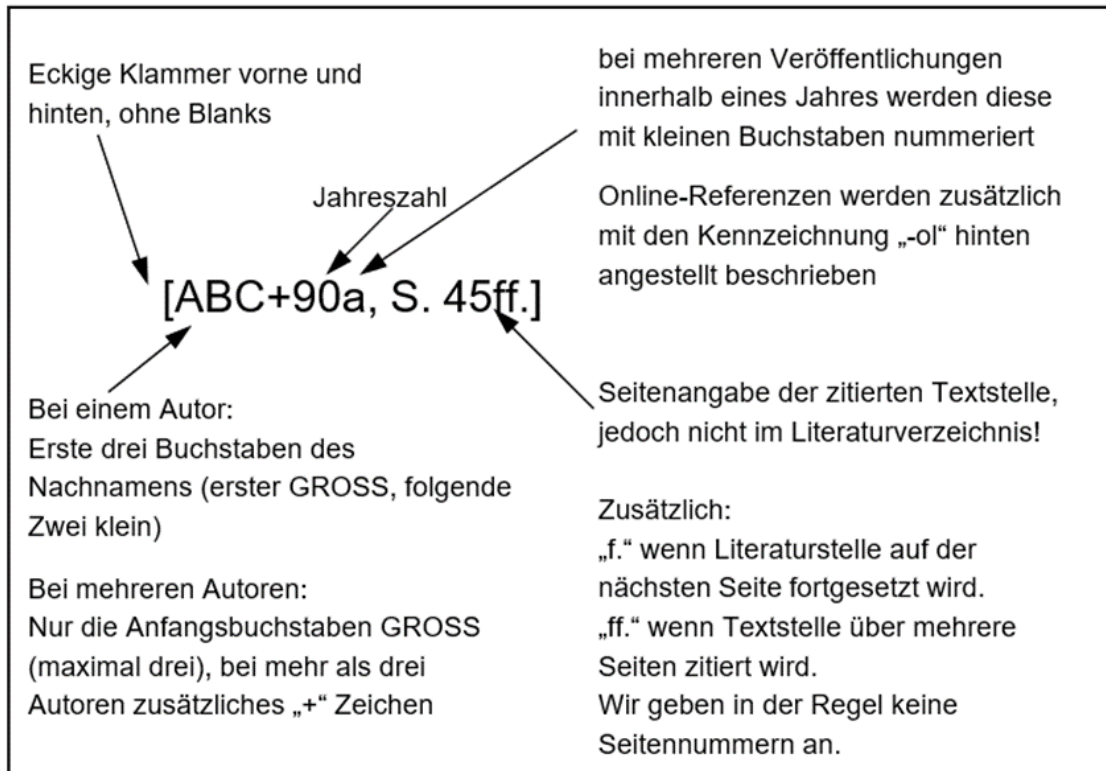 Eckige Klammer vorne und
hinten, ohne Blanks
bei mehreren Veröffentlichungen
innerhalb eines Jahres werden diese
mit kleinen Buchstaben nummeriert
Jahreszahl
Online-Referenzen werden zusätzlich
mit den Kennzeichnung „-ol“ hinten
angestellt beschrieben
[ABC+90a, S. 45ff.]
Bei einem Autor:
Erste drei Buchstaben des
Nachnamens (erster GROSS, folgende
Zwei klein)
Bei mehreren Autoren:
Nur die Anfangsbuchstaben GROSS
(maximal drei), bei mehr als drei
Autoren zusätzliches „+“ Zeichen
Seitenangabe der zitierten Textstelle,
jedoch nicht im Literaturverzeichnis!
Zusätzlich:
„f.“ wenn Literaturstelle auf der
nächsten Seite fortgesetzt wird.
„ff.“ wenn Textstelle über mehrere
Seiten zitiert wird.
Wir geben in der Regel keine
Seitennummern an.